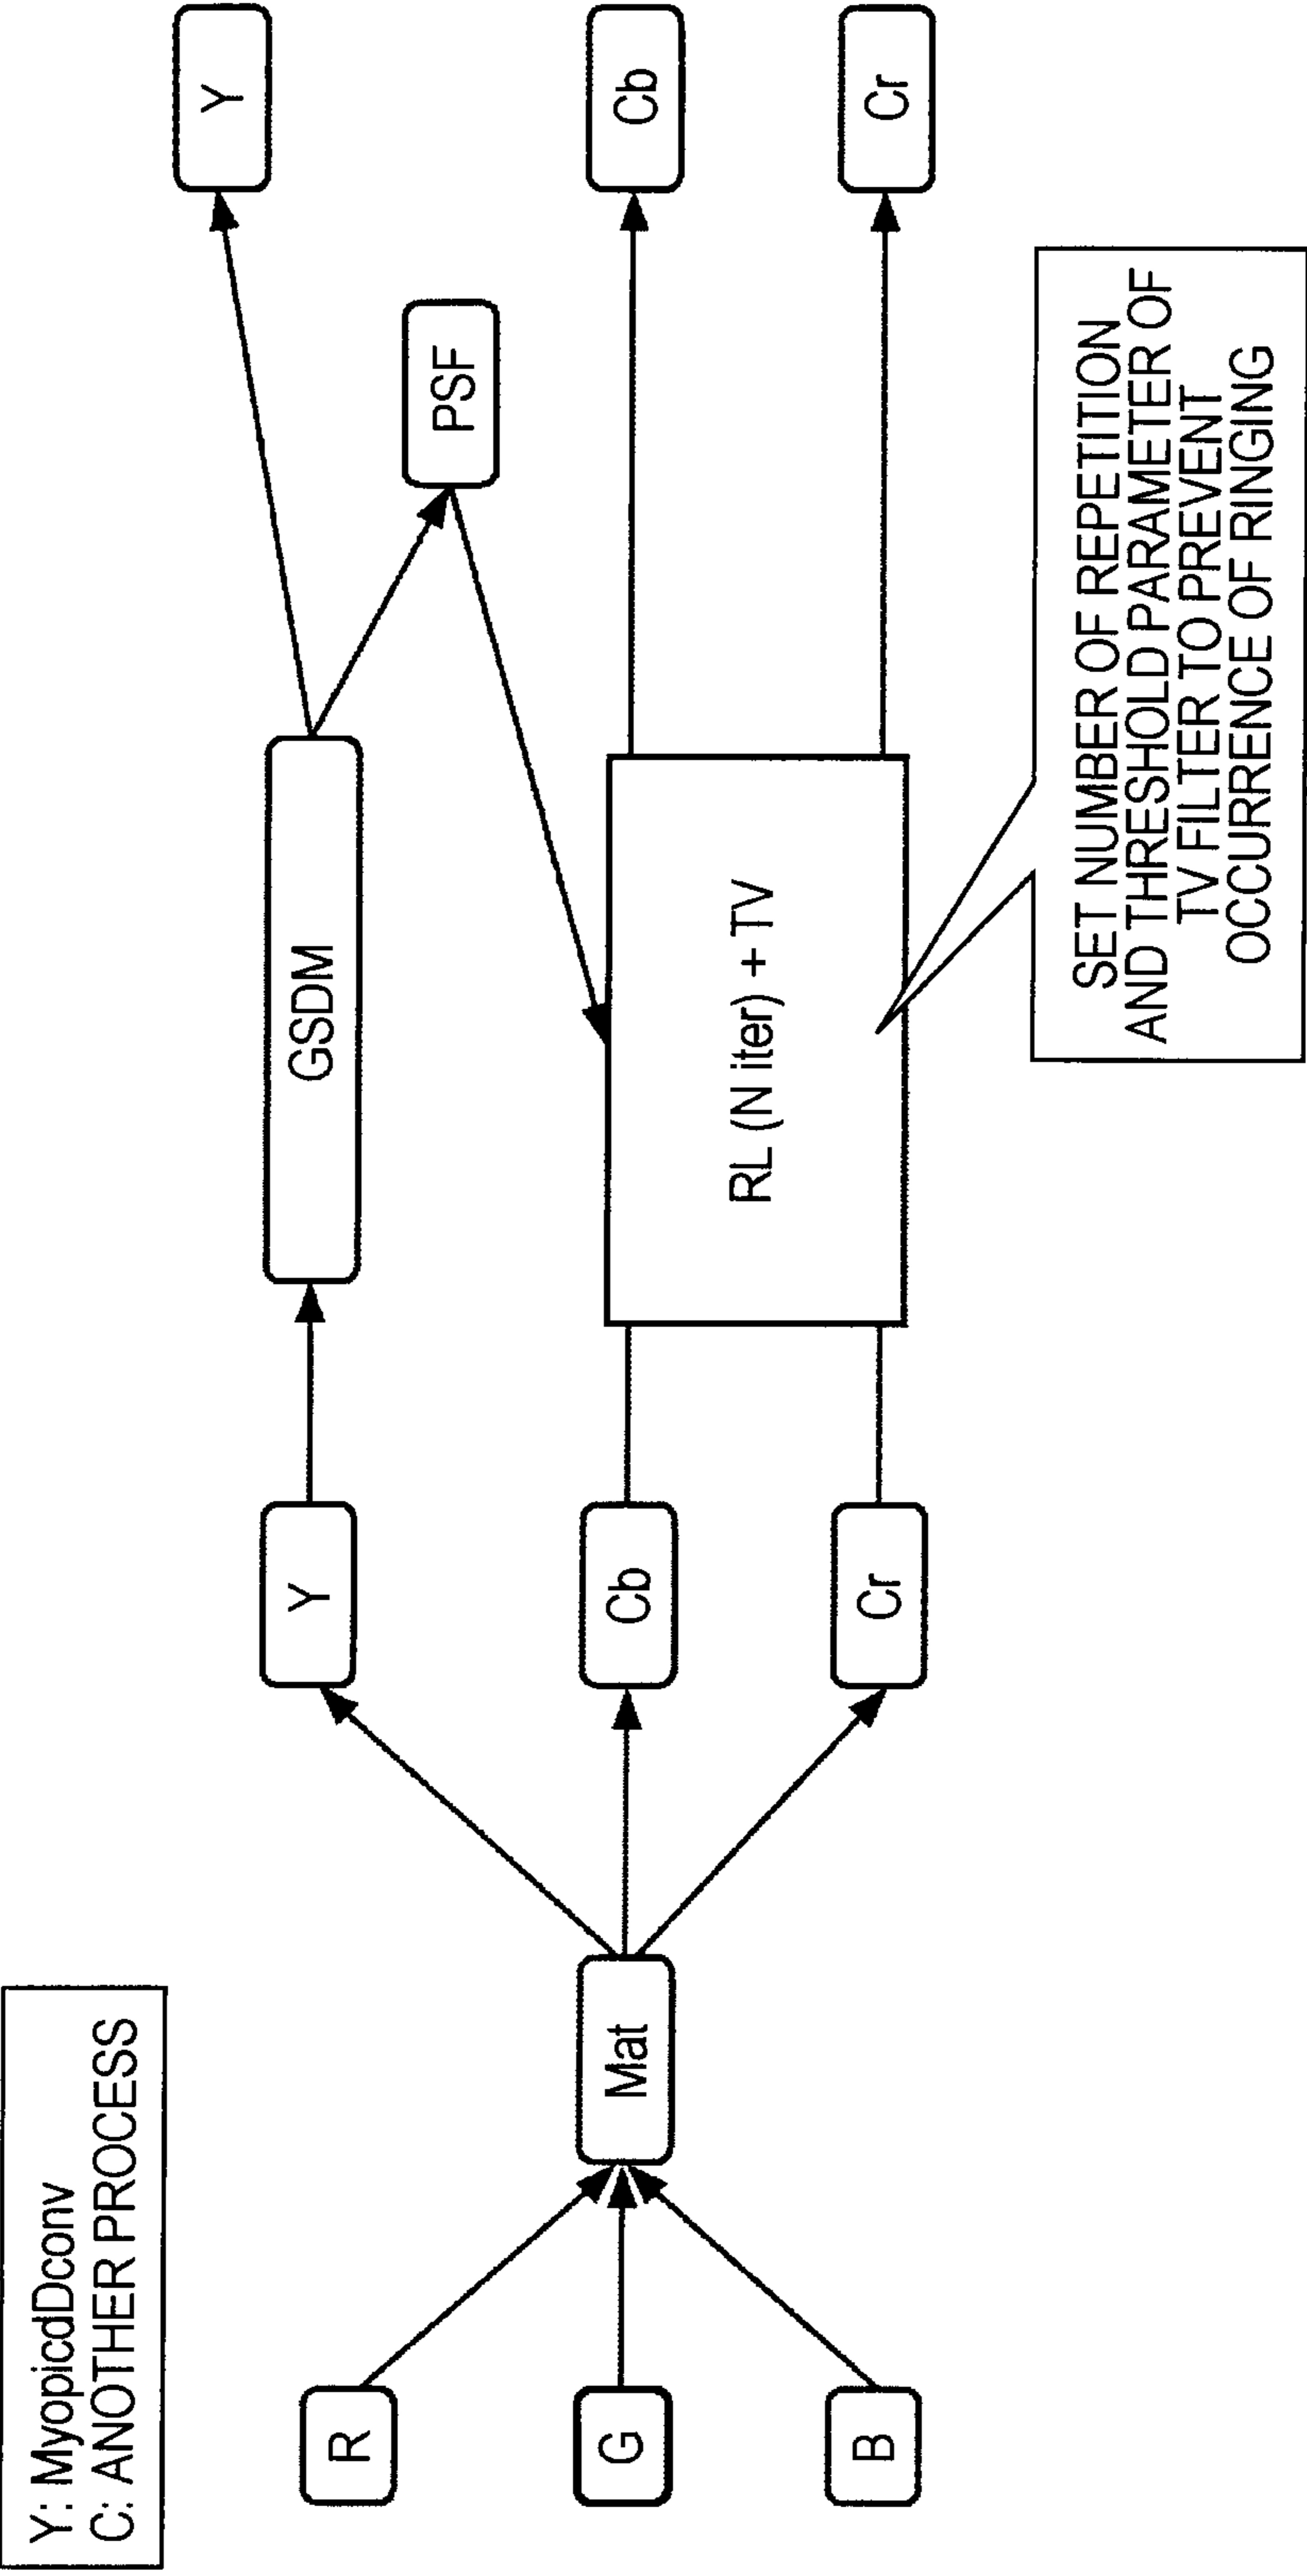 Y: MyopicdDconv
C: ANOTHER PROCESS
R
G
B
Mat
Y
Cb
Cr
GSDM
RL (N iter) + TV
PSF
Y
Cb
Cr
SET NUMBER OF REPETITION
AND THRESHOLD PARAMETER OF
TV FILTER TO PREVENT
OCCURRENCE OF RINGING